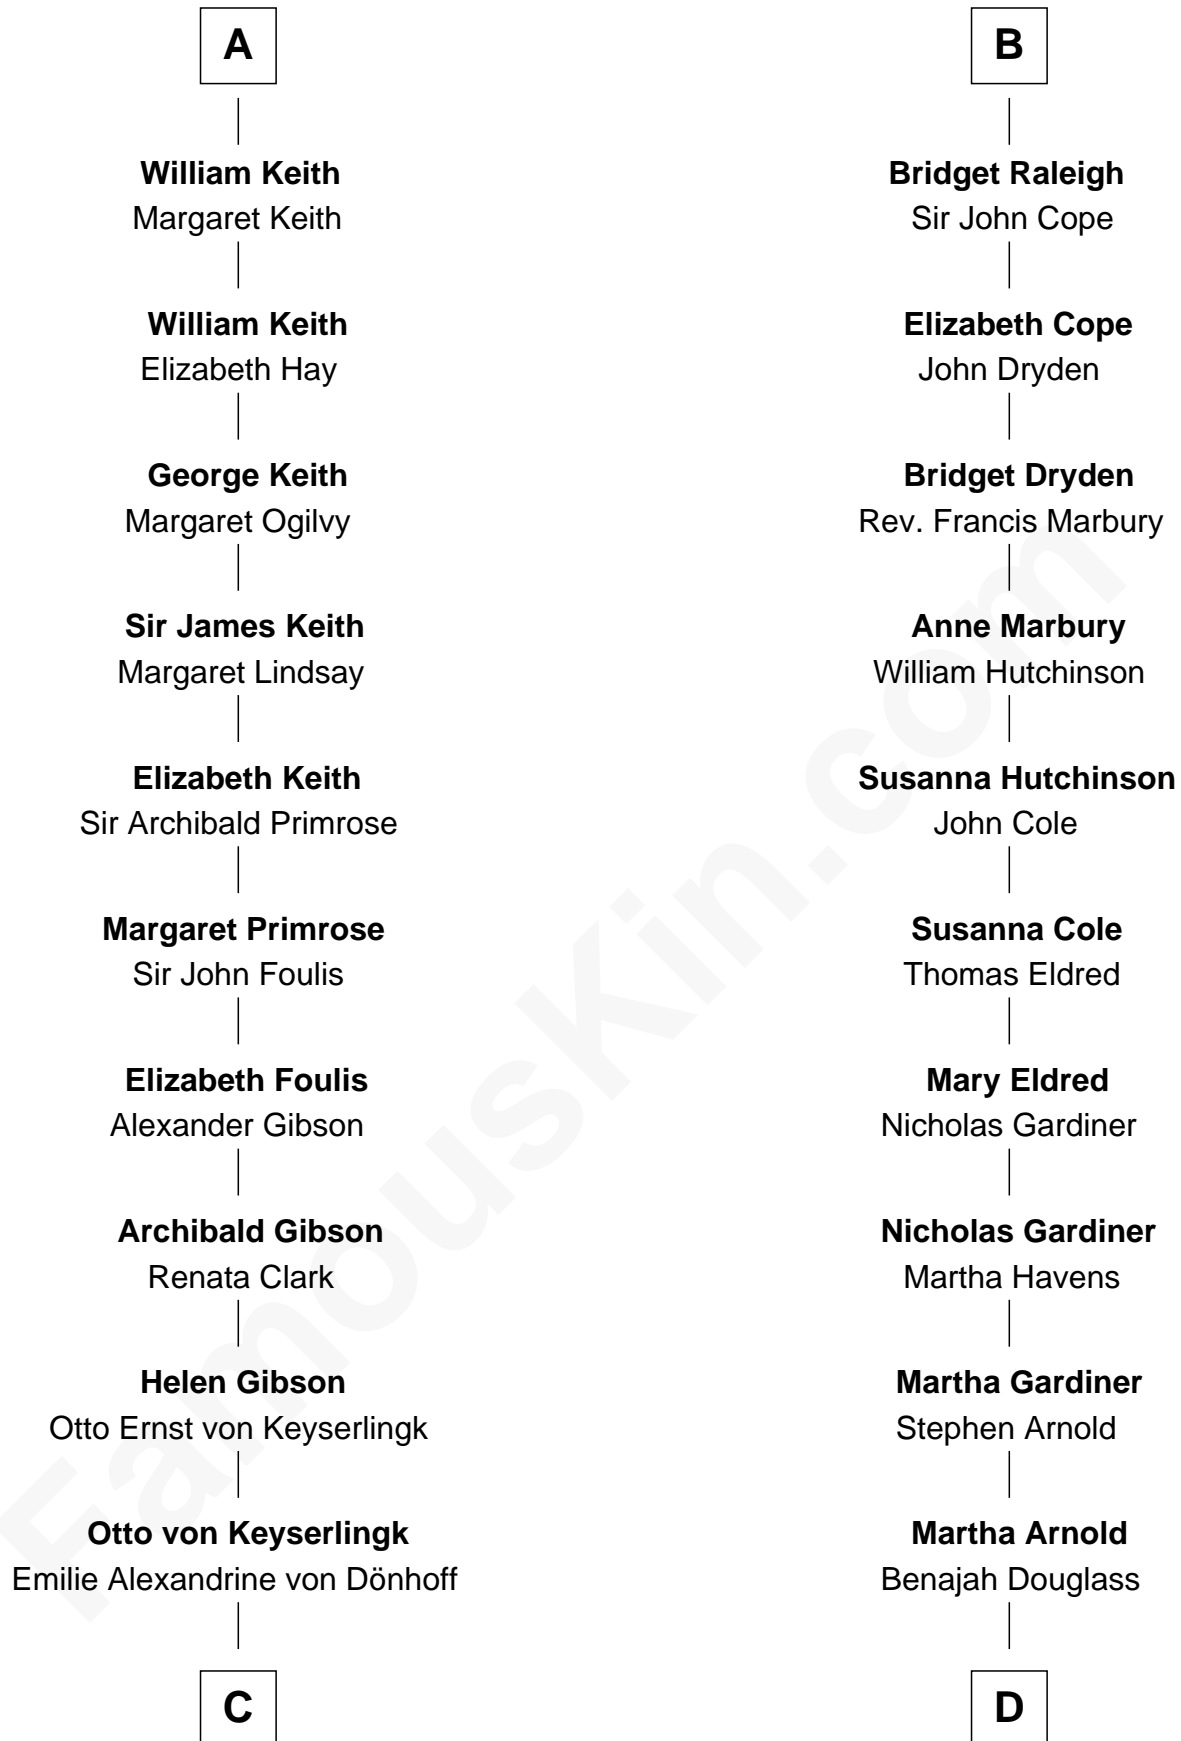 A
William Keith
Margaret Keith
William Keith
Elizabeth Hay
George Keith
Margaret Ogilvy
Sir James Keith
Margaret Lindsay
Elizabeth Keith
Sir Archibald Primrose
Margaret Primrose
Sir John Foulis
Elizabeth Foulis
Alexander Gibson
Archibald Gibson
Renata Clark
Helen Gibson
Otto Ernst von Keyserlingk
Otto von Keyserlingk
Emilie Alexandrine von Dönhoff
C
B
Bridget Raleigh
Sir John Cope
Elizabeth Cope
John Dryden
Bridget Dryden
Rev. Francis Marbury
Anne Marbury
William Hutchinson
Susanna Hutchinson
John Cole
Susanna Cole
Thomas Eldred
Mary Eldred
Nicholas Gardiner
Nicholas Gardiner
Martha Havens
Martha Gardiner
Stephen Arnold
Martha Arnold
Benajah Douglass
D
FamousKin.com